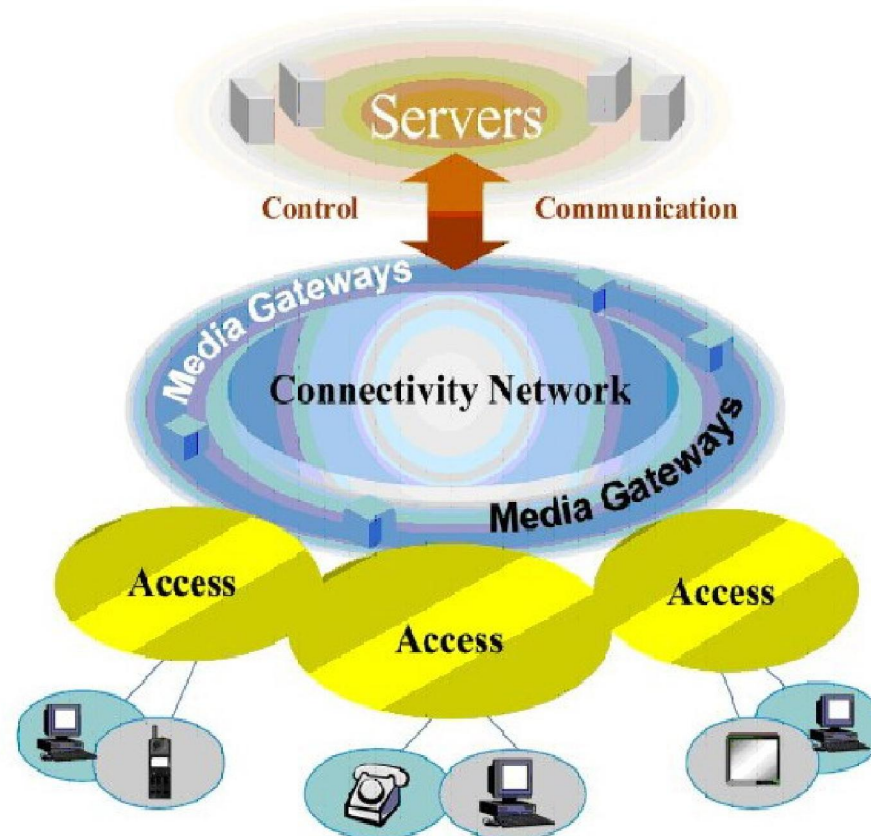 Servers
Control
Communication
Media Gateways
Connectivity Network
Media Gateways
Access
Access
Access